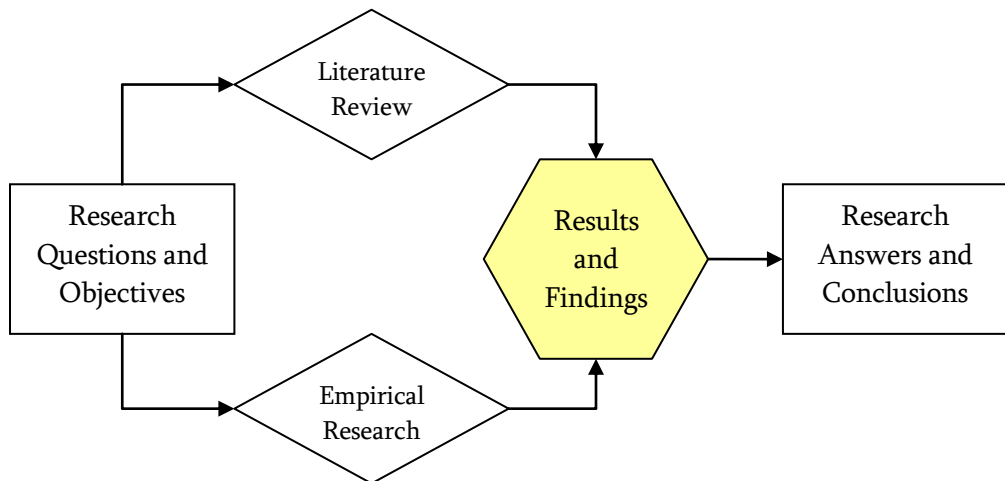 Literature
Review
Research
Questions and
Objectives
Results
and
Findings
Research
Answers and
Conclusions
Empirical
Research